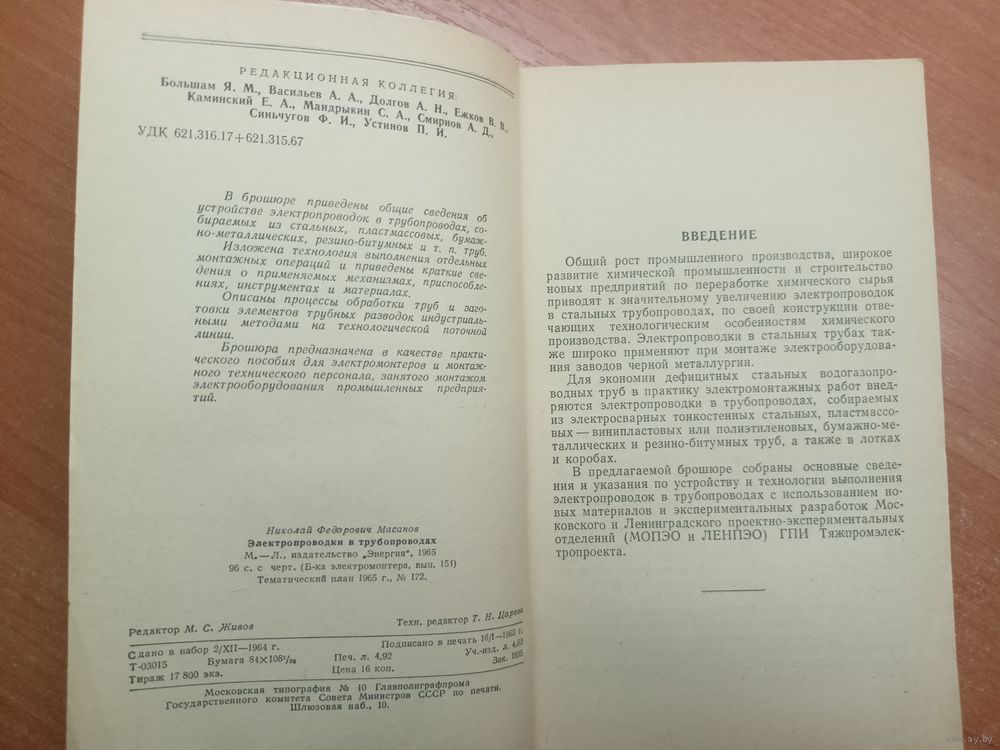 РЕДАКЦИОННАЯ КОЛЛЕГИЯ:
Большам Я. М., Васильев А. А., Долгов А. Н., Ежков В. В.,
Каминский Е. А., Мандрыкин С. А., Смирнов А. Д.,
Синьчугов Ф. И., Устинов П. И.
УДК 621.316.17+621.315.67
В брошюре приведены общие сведения об
устройстве электропроводок в трубопроводах, со-
бираемых из стальных, пластмассовых, бумаж-
но-металлических, резино-битумных и т. п. труб.
Изложена технология выполнения отдельных
монтажных операций и приведены краткие све-
дения о применяемых механизмах, приспособле-
ниях, инструментах и материалах.
Описаны процессы обработки труб и заго-
товки элементов трубных разводок индустриаль-
ными методами на технологической поточной
линии.
Брошюра предназначена в качестве практи-
ческого пособия для электромонтеров и монтаж-
ного технического персонала, занятого монтажом
электрооборудования промышленных предприя-
тий.
Николай Федорович Масанов
Электропроводки в трубопроводах
М.—Л., издательство „Энергия", 1965
96 с. с черт. (Б-ка электромонтера, вып. 151)
Тематический план 1965 г., № 172.
Редактор М. С. Живов Техн. редактор Т. Н. Царева
Сдано в набор 2/XII—1964 г. Подписано в печать 16/I—1965 г.
Т-03015 Бумага 84×108¹/₃₂ Печ. л. 4,92 Уч.-изд. л. 4,63
Тираж 17 800 экз. Цена 16 коп. Зак. 1695
Московская типография № 10 Главполиграфпрома
Государственного комитета Совета Министров СССР по печати.
Шлюзовая наб., 10.
ВВЕДЕНИЕ
Общий рост промышленного производства, широкое
развитие химической промышленности и строительство
новых предприятий по переработке химического сырья
приводят к значительному увеличению электропроводок
в стальных трубопроводах, по своей конструкции отве-
чающих технологическим особенностям химического
производства. Электропроводки в стальных трубах так-
же широко применяют при монтаже электрооборудова-
ния заводов черной металлургии.
Для экономии дефицитных стальных водогазопро-
водных труб в практику электромонтажных работ внед-
ряются электропроводки в трубопроводах, собираемых
из электросварных тонкостенных стальных, пластмассо-
вых — винипластовых или полиэтиленовых, бумажно-ме-
таллических и резино-битумных труб, а также в лотках
и коробах.
В предлагаемой брошюре собраны основные сведе-
ния и указания по устройству и технологии выполнения
электропроводок в трубопроводах с использованием но-
вых материалов и экспериментальных разработок Мос-
ковского и Ленинградского проектно-экспериментальных
отделений (МОПЭО и ЛЕНПЭО) ГПИ Тяжпромэлек-
тропроекта.
www.ay.by